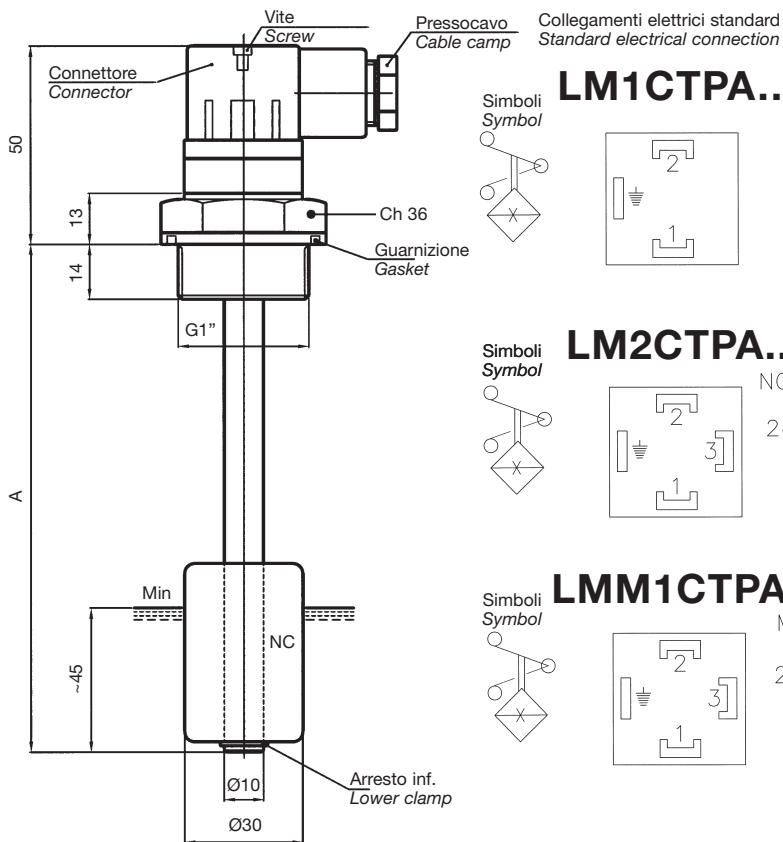 Vite
Screw
Pressocavo
Cable camp
Collegamenti elettrici standard
Standard electrical connection
Connettore
Connector
50
13
14
Ch 36
Guarnizione
Gasket
G1”
A
Min
NC
~45
Ø10
Ø30
Arresto inf.
Lower clamp
LM1CTPA..
Simboli
Symbol
2
1
LM2CTPA..
Simboli
Symbol
2
3
1
LMM1CTPA
Simboli
Symbol
2
3
1
2